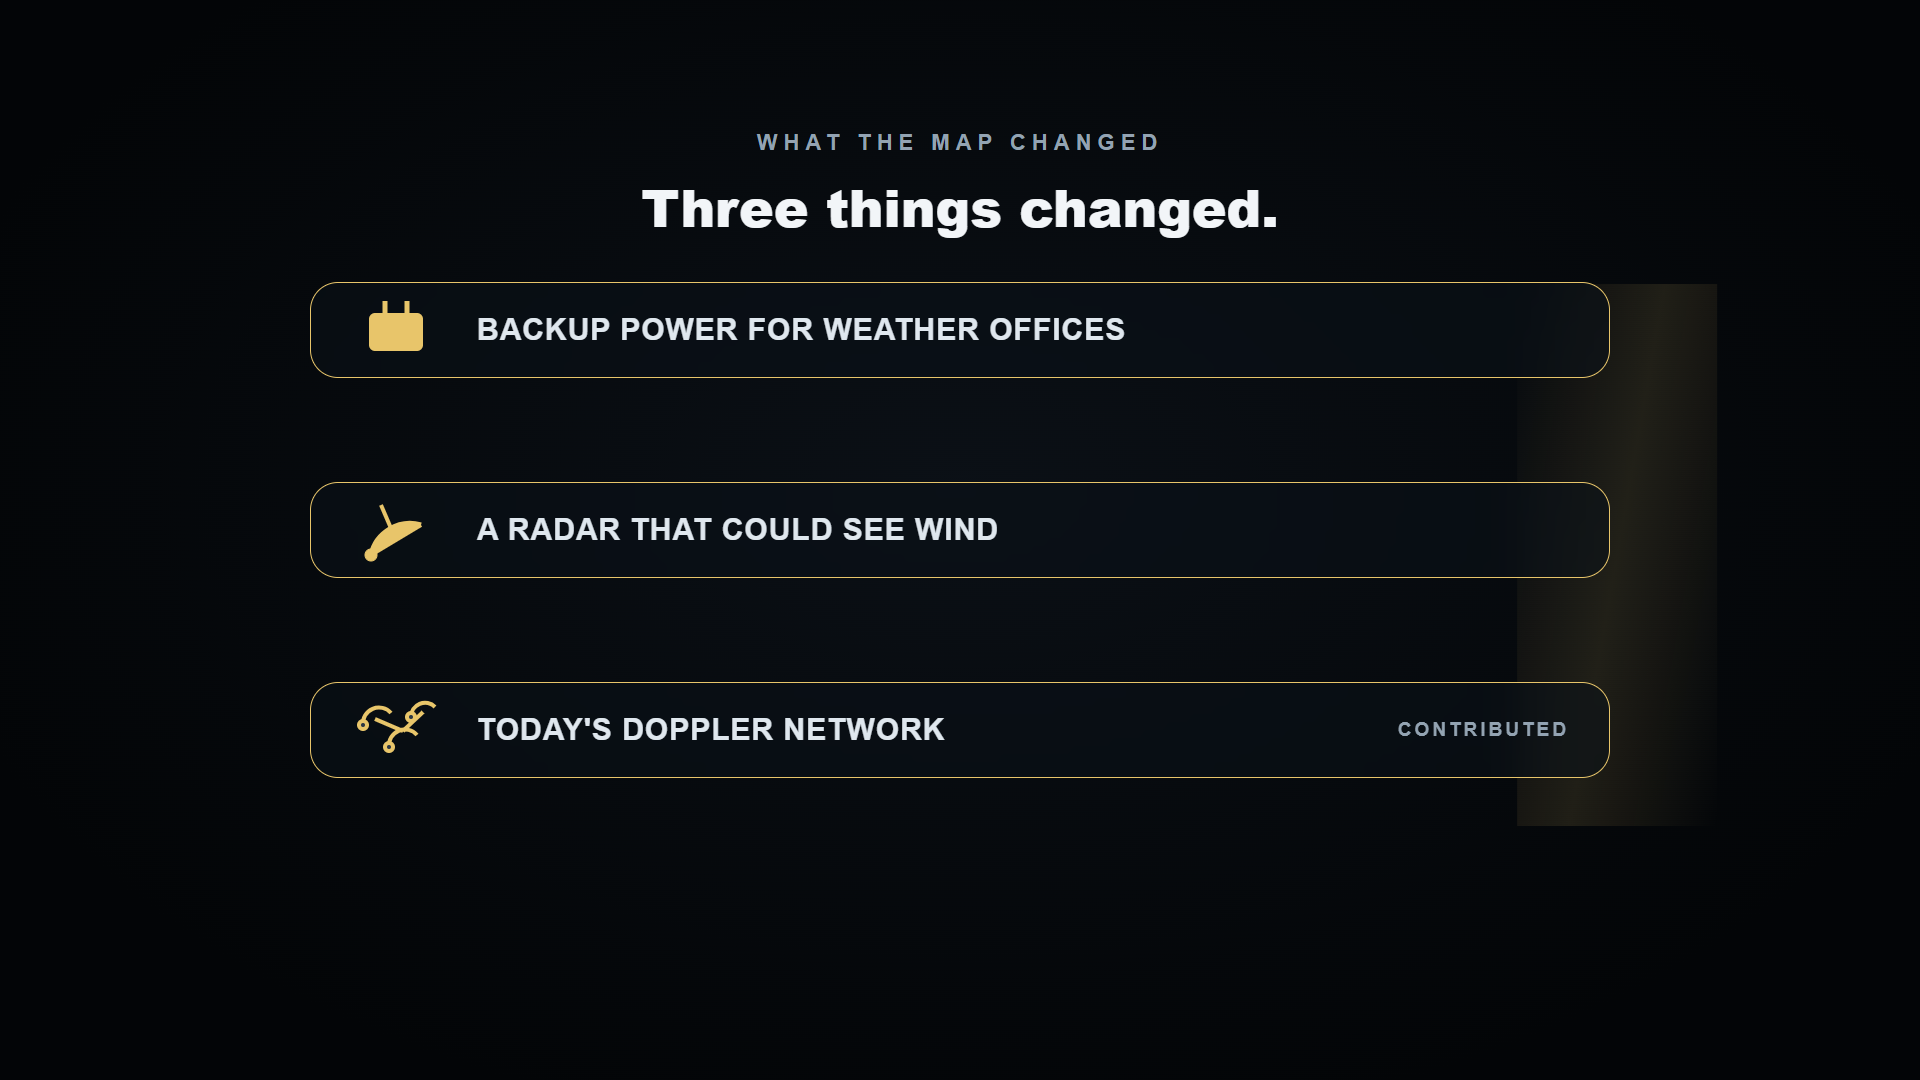 WHAT THE MAP CHANGED
Three things changed.
BACKUP POWER FOR WEATHER OFFICES
A RADAR THAT COULD SEE WIND
TODAY'S DOPPLER NETWORK
CONTRIBUTED